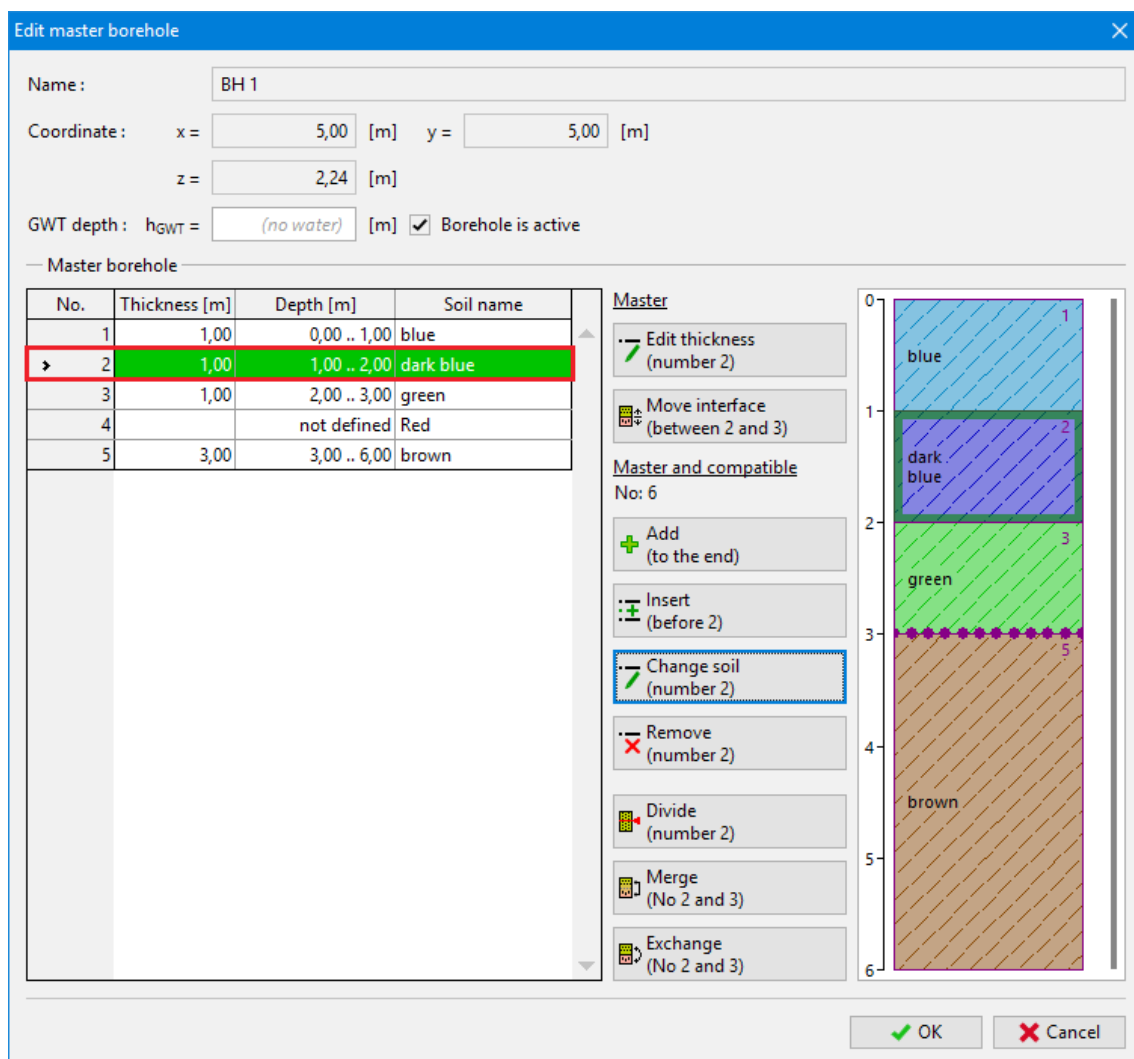 Edit master borehole
Name :
BH 1
Coordinate : x = 5,00 [m] y = 5,00 [m]
z = 2,24 [m]
GWT depth : hGWT = (no water) [m] Borehole is active
Master borehole
No. Thickness [m] Depth [m] Soil name
1 1,00 0,00 .. 1,00 blue
2 1,00 1,00 .. 2,00 dark blue
3 1,00 2,00 .. 3,00 green
4 not defined Red
5 3,00 3,00 .. 6,00 brown
Master
Edit thickness
(number 2)
Move interface
(between 2 and 3)
Master and compatible
No: 6
Add
(to the end)
Insert
(before 2)
Change soil
(number 2)
Remove
(number 2)
Divide
(number 2)
Merge
(No 2 and 3)
Exchange
(No 2 and 3)
0
1
blue
1
2
dark
blue
2
3
green
3
5
4
brown
5
6
OK
Cancel